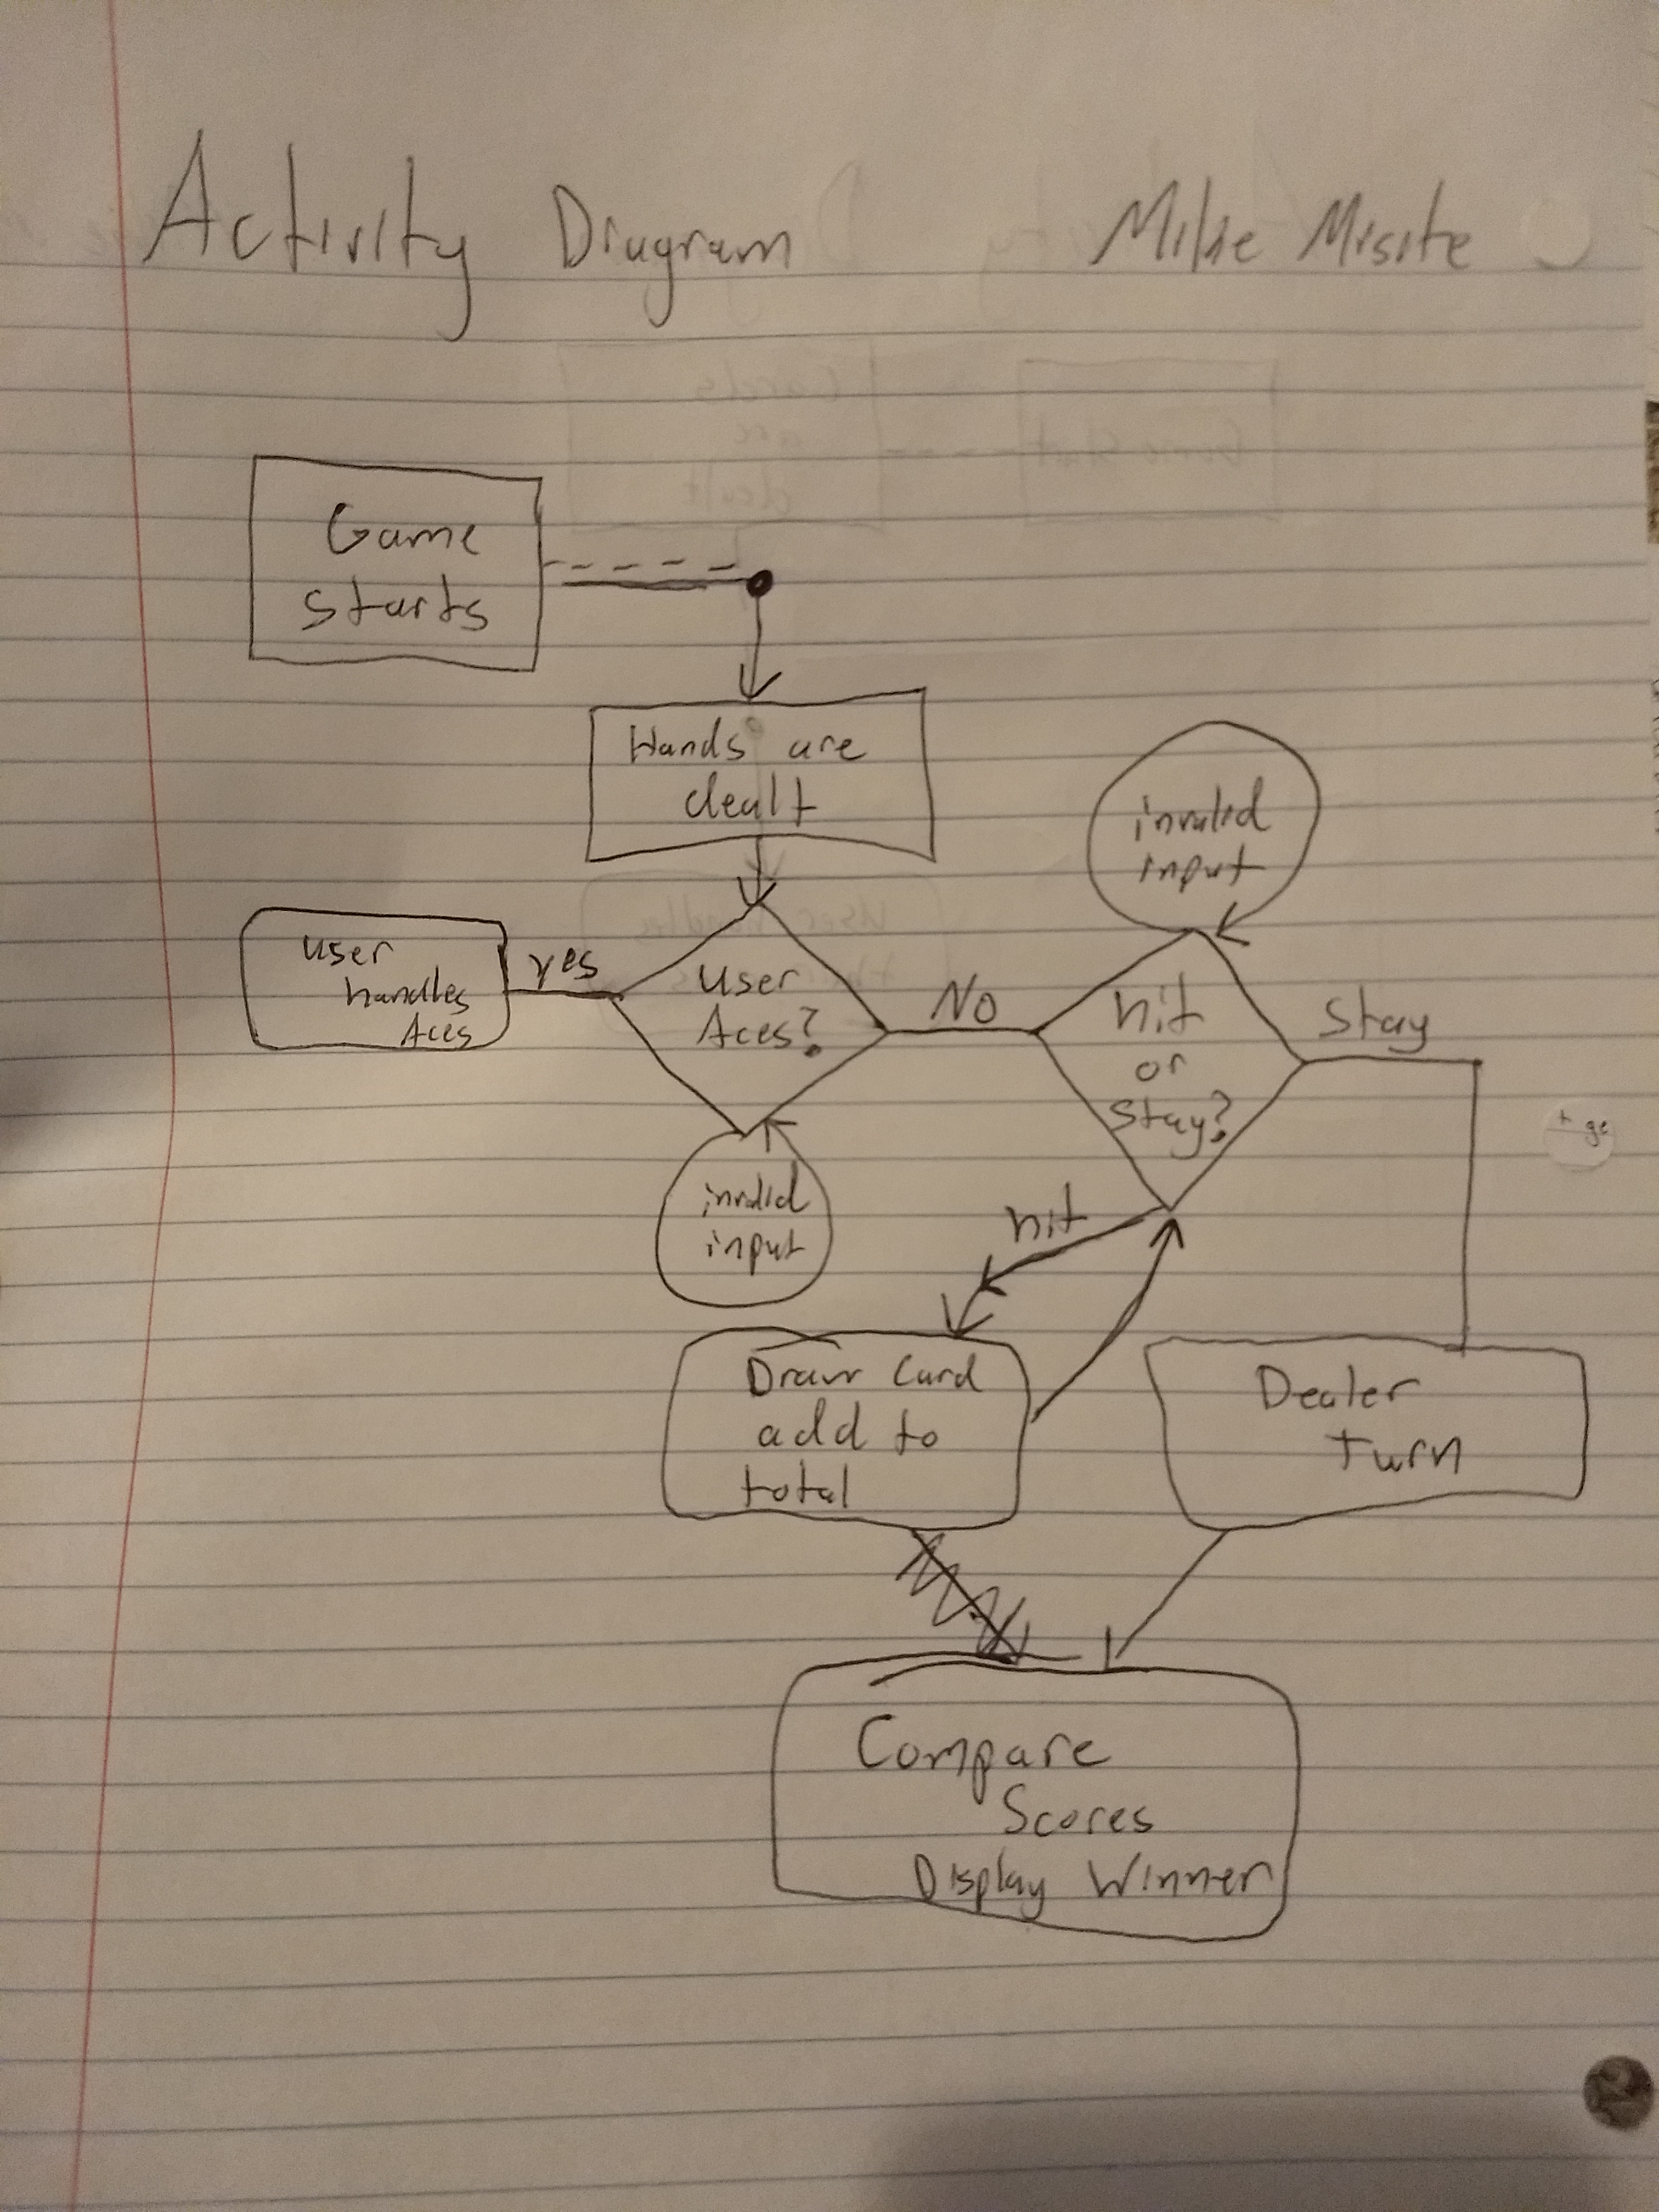 Activity Diagram Mike Misite
Game
starts
Hands are
dealt
invalid
input
user
handles
Aces
yes
User
Aces?
No
hit
or
stay?
Stay
invalid
input
hit
Draw Card
add to
total
Dealer
turn
Compare
Scores
Display Winner